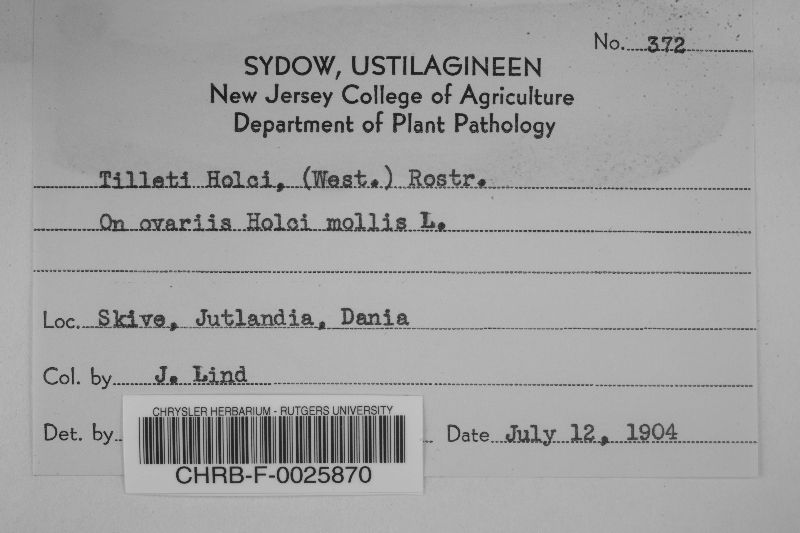 No. 372
SYDOW, USTILAGINEEN
New Jersey College of Agriculture
Department of Plant Pathology
Tilleti Holci, (West.) Rostr.
On ovariis Holci mollis L.
Loc. Skive, Jutlandia, Dania
Col. by J. Lind
Det. by Date July 12, 1904
CHRYSLER HERBARIUM - RUTGERS UNIVERSITY
CHRB-F-0025870